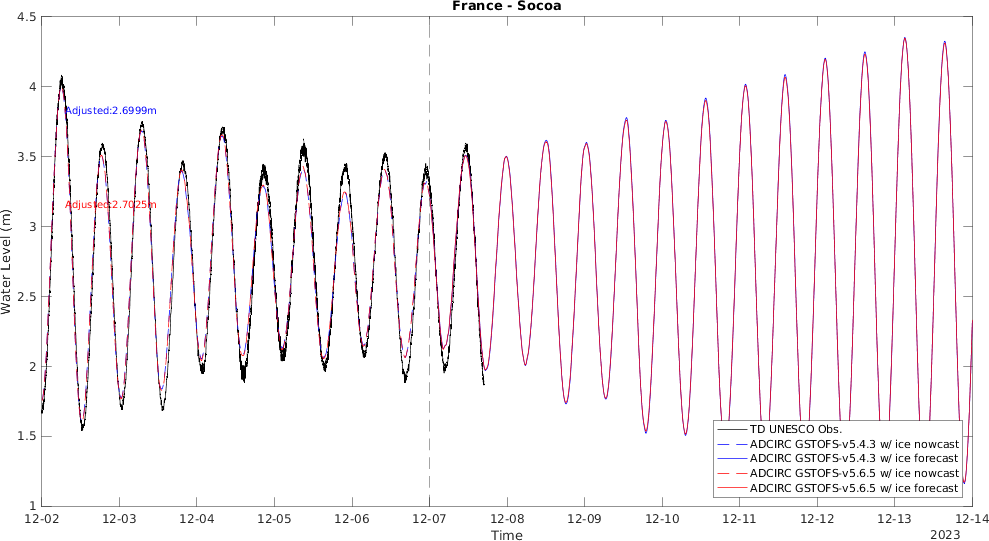 France - Socoa
4.5
4
3.5
3
2.5
2
1.5
1
Water Level (m)
Adjusted:2.6999m
Adjusted:2.7025m
TD UNESCO Obs.
ADCIRC GSTOFS-v5.4.3 w/ ice nowcast
ADCIRC GSTOFS-v5.4.3 w/ ice forecast
ADCIRC GSTOFS-v5.6.5 w/ ice nowcast
ADCIRC GSTOFS-v5.6.5 w/ ice forecast
12-02 12-03 12-04 12-05 12-06 12-07 12-08 12-09 12-10 12-11 12-12 12-13 12-14
Time
2023